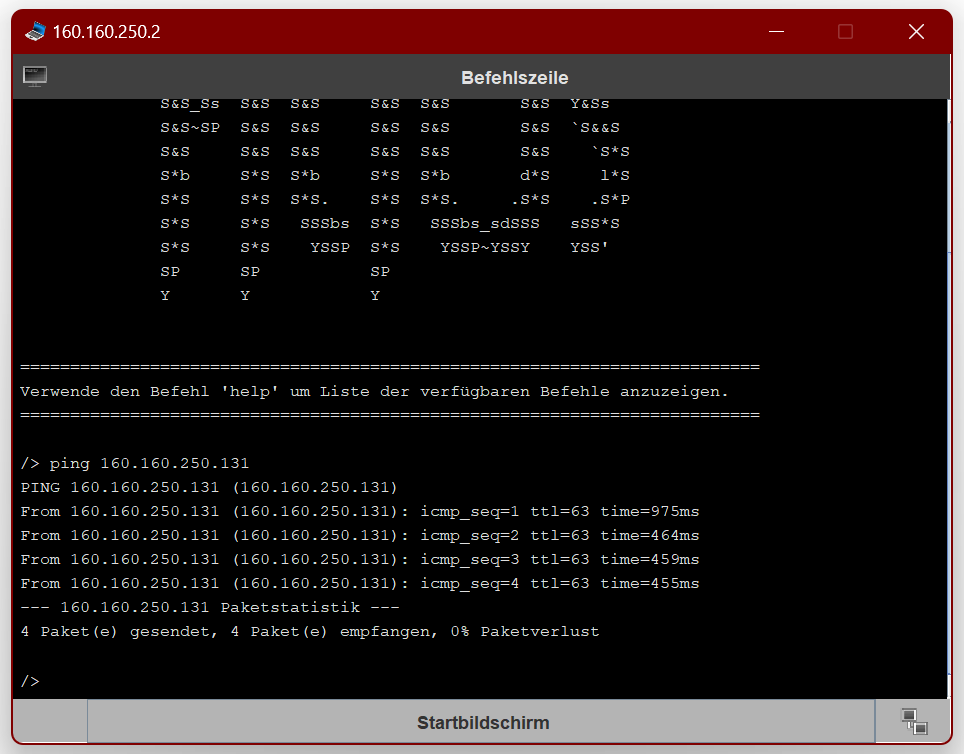 160.160.250.2
Befehlszeile
S&S_Ss  S&S  S&S     S&S  S&S       S&S  Y&Ss
S&S~SP  S&S  S&S     S&S  S&S       S&S  `S&&S
S&S     S&S  S&S     S&S  S&S       S&S    `S*S
S*b     S*S  S*b     S*S  S*b       d*S     l*S
S*S     S*S  S*S.    S*S  S*S.     .S*S    .S*P
S*S     S*S   SSSbs  S*S   SSSbs_sdSSS   sSS*S
S*S     S*S    YSSP  S*S    YSSP~YSSY    YSS'
SP      SP           SP
Y       Y            Y
==========================================================================
Verwende den Befehl 'help' um Liste der verfügbaren Befehle anzuzeigen.
==========================================================================
/> ping 160.160.250.131
PING 160.160.250.131 (160.160.250.131)
From 160.160.250.131 (160.160.250.131): icmp_seq=1 ttl=63 time=975ms
From 160.160.250.131 (160.160.250.131): icmp_seq=2 ttl=63 time=464ms
From 160.160.250.131 (160.160.250.131): icmp_seq=3 ttl=63 time=459ms
From 160.160.250.131 (160.160.250.131): icmp_seq=4 ttl=63 time=455ms
--- 160.160.250.131 Paketstatistik ---
4 Paket(e) gesendet, 4 Paket(e) empfangen, 0% Paketverlust
/>
Startbildschirm